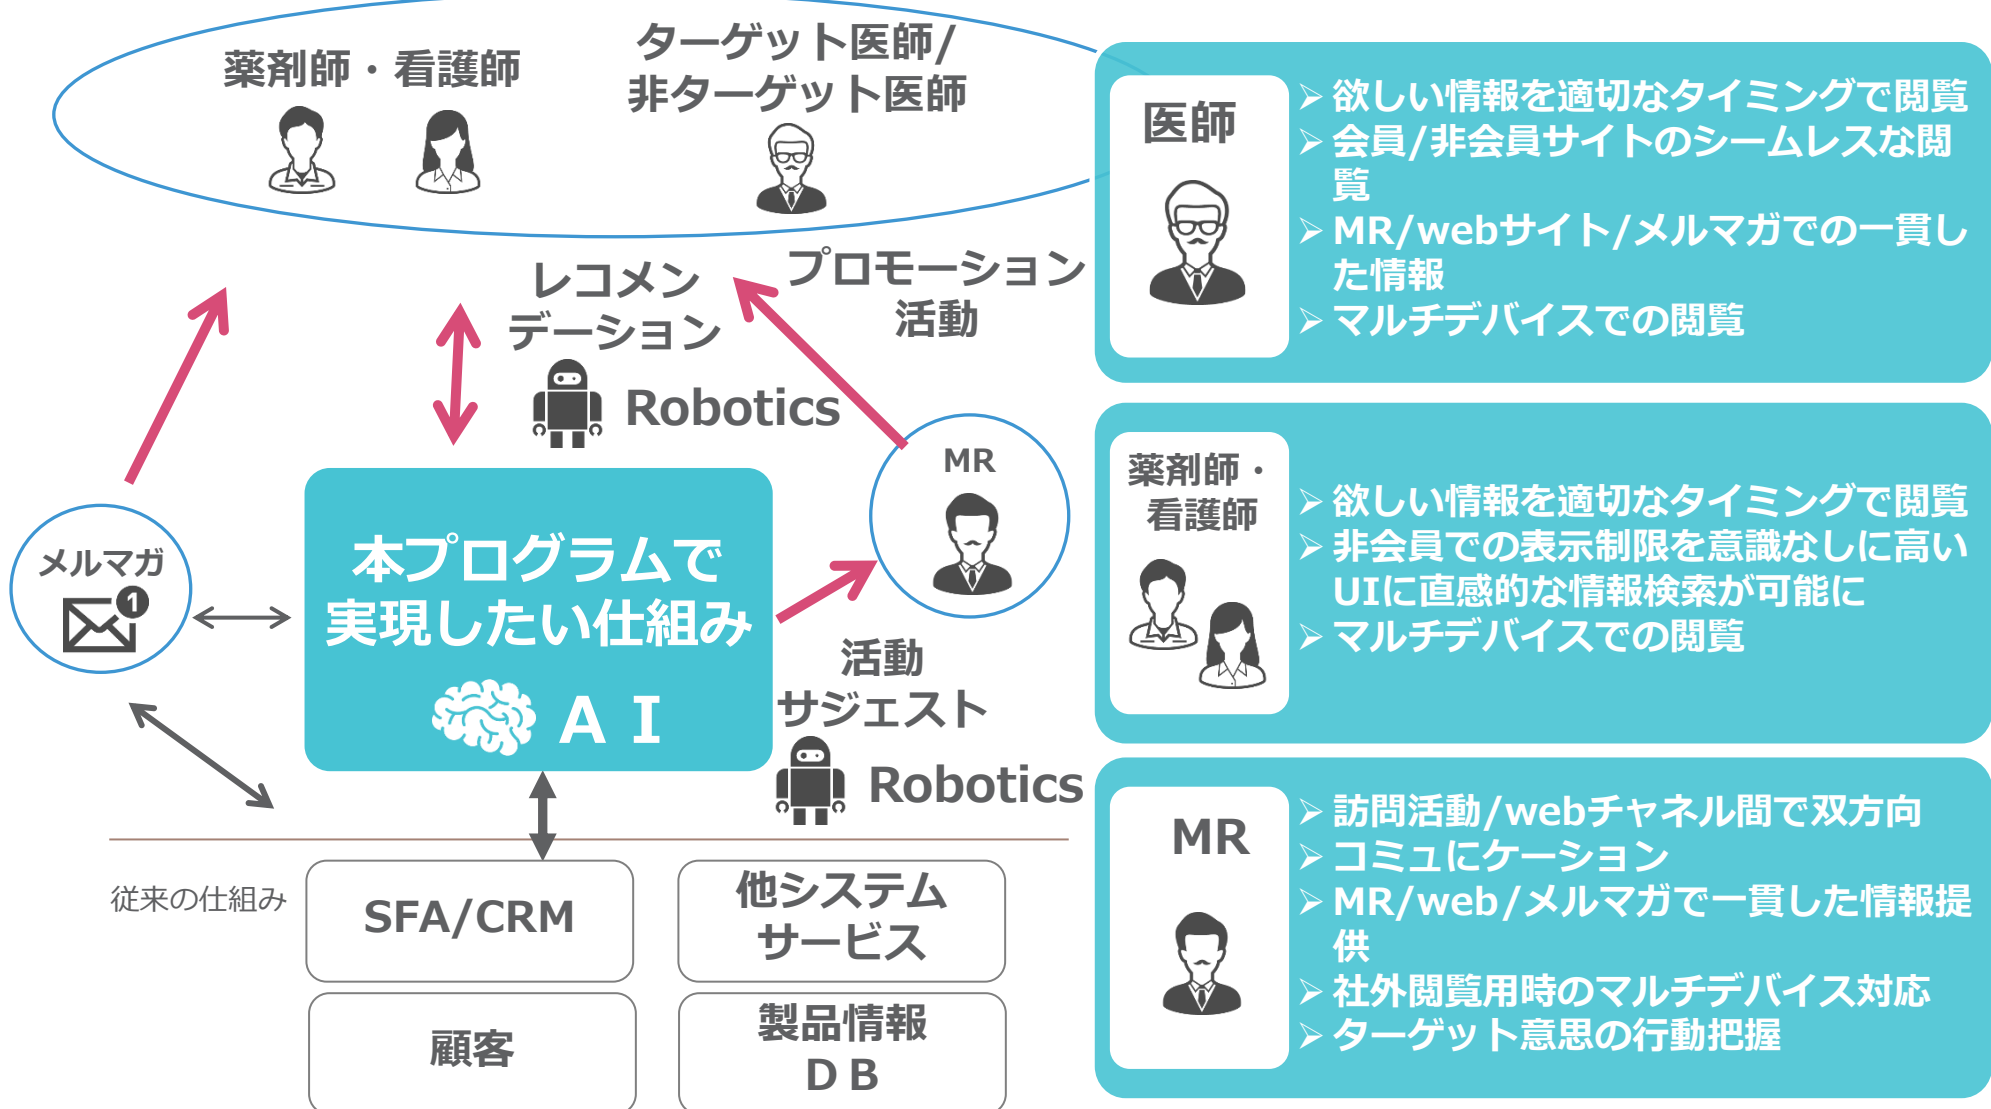 薬剤師・看護師
ターゲット医師/
非ターゲット医師
レコメン
デーション
Robotics
プロモーション
活動
MR
メルマガ
1
本プログラムで
実現したい仕組み
ＡＩ
活動
サジェスト
Robotics
従来の仕組み
SFA/CRM
他システム
サービス
顧客
製品情報
ＤＢ
医師
➢ 欲しい情報を適切なタイミングで閲覧
➢ 会員/非会員サイトのシームレスな閲
覧
➢ MR/webサイト/メルマガでの一貫し
た情報
➢ マルチデバイスでの閲覧
薬剤師・
看護師
➢ 欲しい情報を適切なタイミングで閲覧
➢ 非会員での表示制限を意識なしに高い
UIに直感的な情報検索が可能に
➢ マルチデバイスでの閲覧
MR
➢ 訪問活動/webチャネル間で双方向
➢ コミュにケーション
➢ MR/web/メルマガで一貫した情報提
供
➢ 社外閲覧用時のマルチデバイス対応
➢ ターゲット意思の行動把握